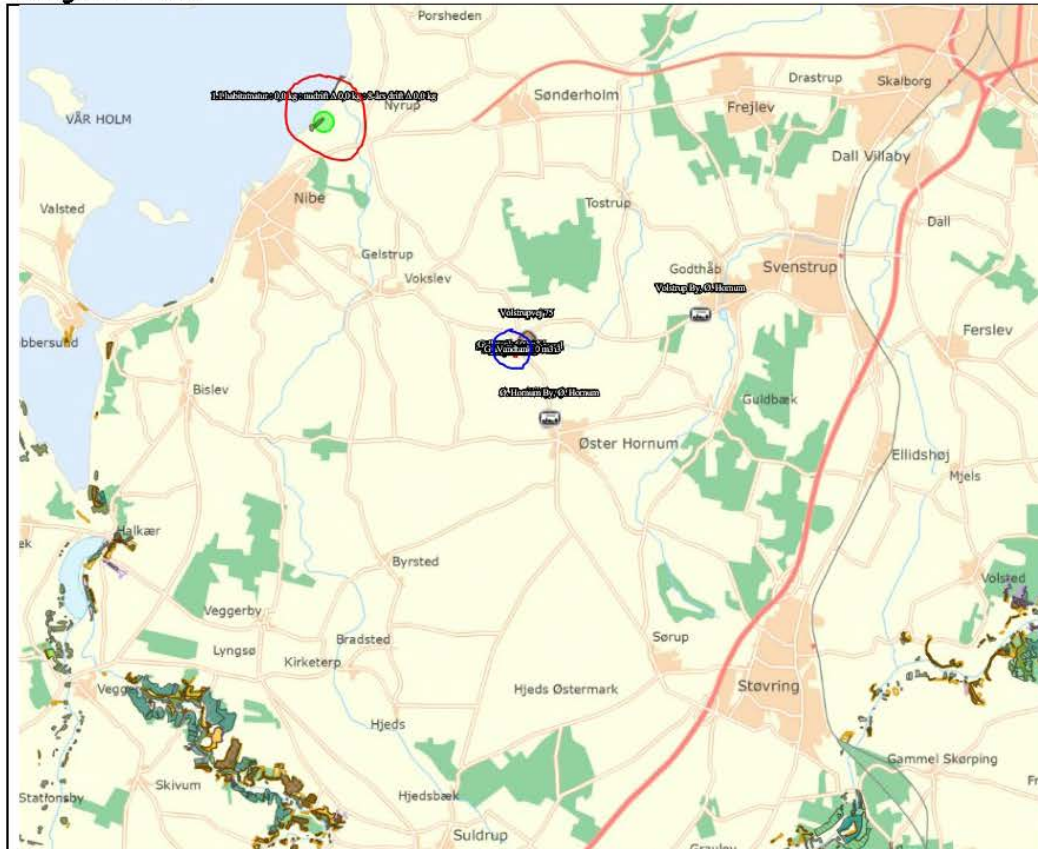 Porsheden
Drastrup
Skalborg
Nyrup
Sønderholm
Frejlev
VÅR HOLM
Dall Villaby
Nibe
Valsted
Tostrup
Dall
Gelstrup
Godthåb
Svenstrup
Vokslev
Volstrup By, Ø. Hornum
Volstrupvej 75
Ferslev
bbersund
Bislev
Ø. Hornum By, Ø. Hornum
Guldbæk
Øster Hornum
Ellidshøj
Mjels
Halkær
ek
Byrsted
Volsted
Veggerby
Bradsted
Sørup
Lyngsø
Kirketerp
Støvring
Vegger
Hjeds Østermark
Hjeds
Gammel Skørping
Skivum
Fr
Statfonsby
Hjedsbæk
Suldrup
Gravlev